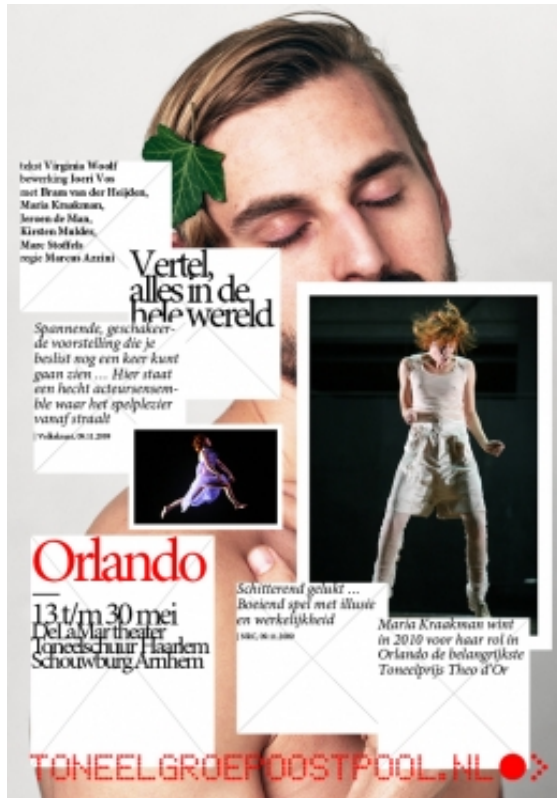 tekst Virginia Woolf
bewerking Joeri Vos
met Bram van der Heijden,
Maria Kraakman,
Jeroen de Man,
Kirsten Mulder,
Marc Stoffels
regie Marcus Azzini
Vertel,
alles in de
hele wereld
Spannende, geschakeer-
de voorstelling die je
beslist nog een keer kunt
gaan zien ... Hier staat
een hecht acteursensem-
ble waar het spelplezier
vanaf straalt
| Volkskrant,
Orlando
13 t/m 30 mei
DeLaMar theater
Toneelschuur Haarlem
Schouwburg Arnhem
Schitterend gelukt ...
Boeiend spel met illusie
en werkelijkheid
| NRC,
Maria Kraakman wint
in 2010 voor haar rol in
Orlando de belangrijkste
Toneelprijs Theo d'Or
TONEELGROEPOOSTPOOL.NL